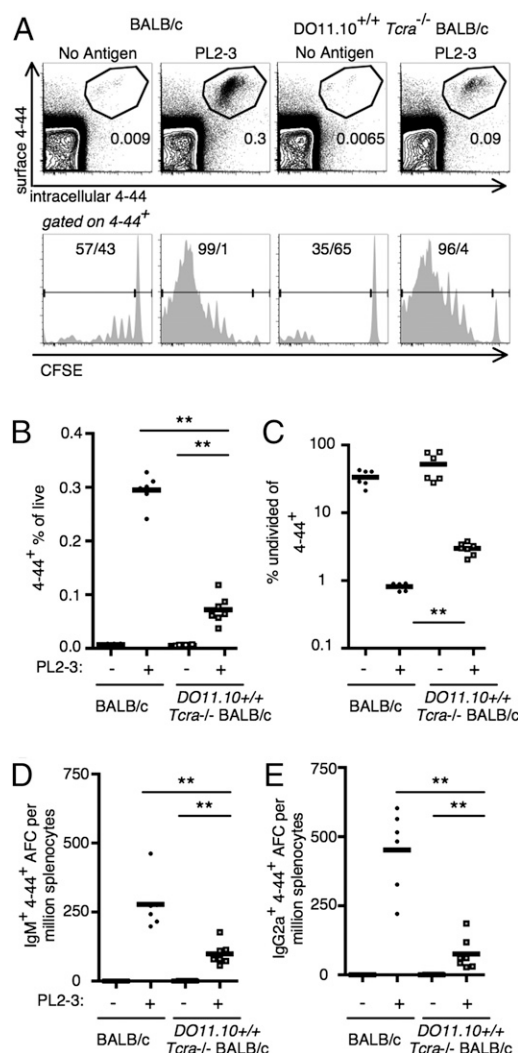 A
BALB/c
DO11.10+/+ Tcra-/- BALB/c
No Antigen
PL2-3
No Antigen
PL2-3
surface 4-44
0.009
0.3
0.0065
0.09
intracellular 4-44
gated on 4-44+
57/43
99/1
35/65
96/4
CFSE
B
4-44+ % of live
0.4
0.3
0.2
0.1
0.0
**
**
PL2-3:
-
+
-
+
BALB/c
DO11.10+/+
Tcra-/- BALB/c
C
% undivided of
4-44+
100
10
1
0.1
**
-
+
-
+
BALB/c
DO11.10+/+
Tcra-/- BALB/c
D
IgM+ 4-44+ AFC per
million splenocytes
750
500
250
0
**
**
PL2-3:
-
+
-
+
BALB/c
DO11.10+/+
Tcra-/- BALB/c
E
IgG2a+ 4-44+ AFC per
million splenocytes
750
500
250
0
**
**
-
+
-
+
BALB/c
DO11.10+/+
Tcra-/- BALB/c